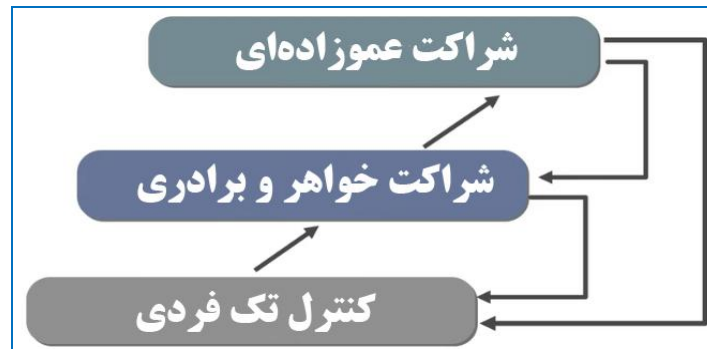 شراکت عموزاده‌ای
شراکت خواهر و برادری
کنترل تک فردی